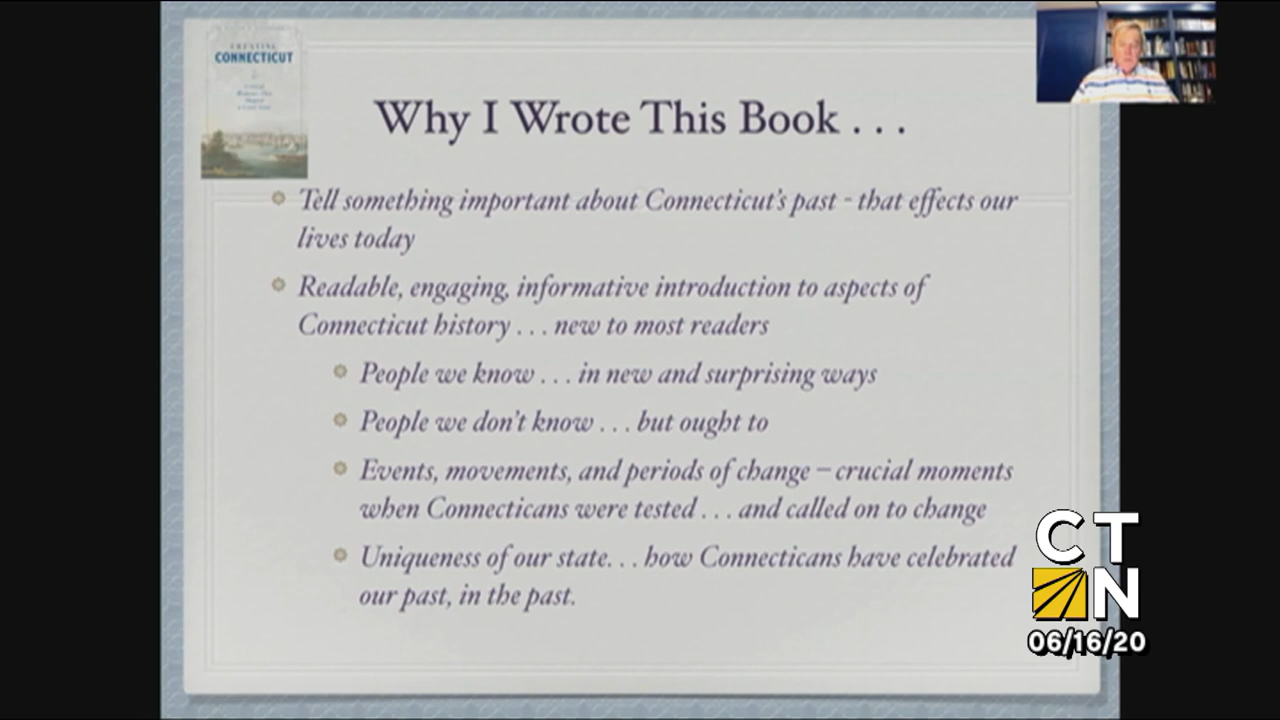 CREATING
CONNECTICUT
Why I Wrote This Book . . .
Tell something important about Connecticut's past - that effects our
lives today
Readable, engaging, informative introduction to aspects of
Connecticut history . . . new to most readers
People we know . . . in new and surprising ways
People we don't know . . . but ought to
Events, movements, and periods of change – crucial moments
when Connecticans were tested . . . and called on to change
Uniqueness of our state. . . how Connecticans have celebrated
our past, in the past.
CT
N
06/16/20